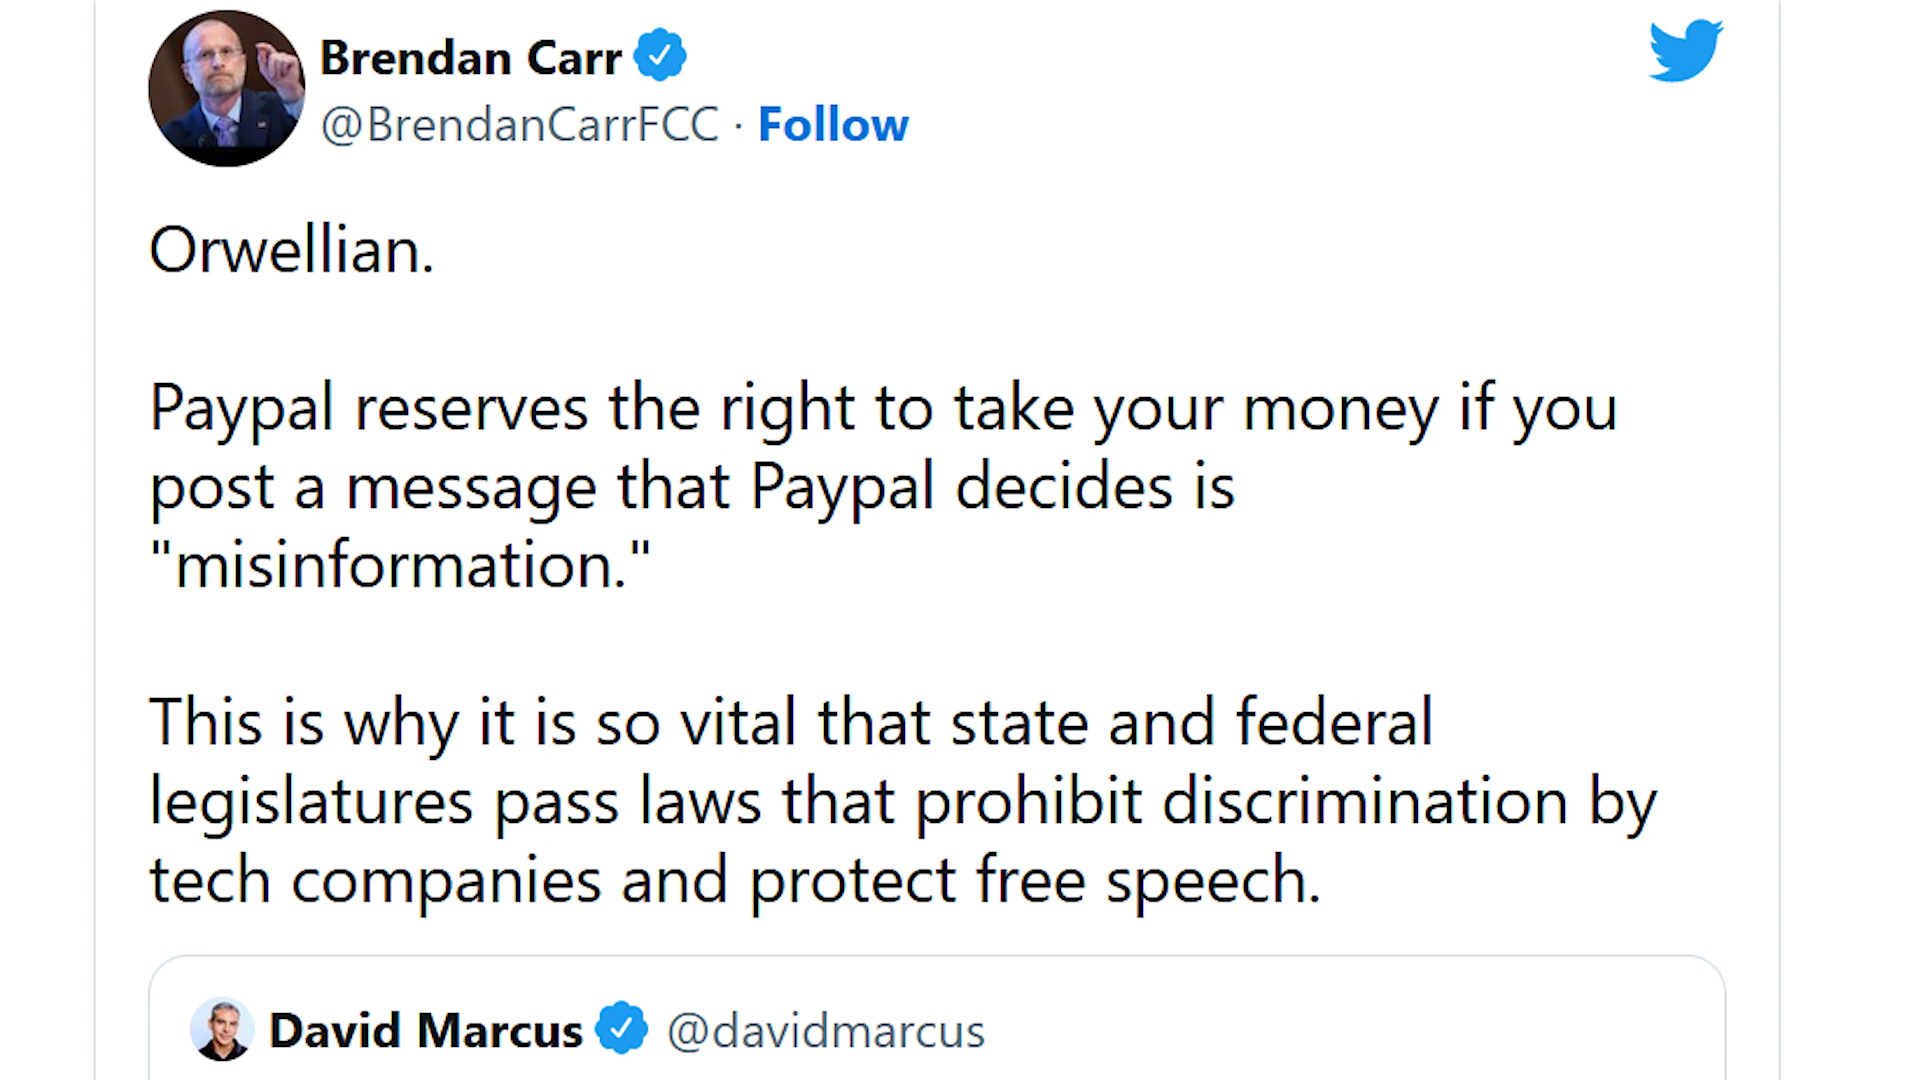 Brendan Carr
@BrendanCarrFCC · Follow
Orwellian.
Paypal reserves the right to take your money if you
post a message that Paypal decides is
"misinformation."
This is why it is so vital that state and federal
legislatures pass laws that prohibit discrimination by
tech companies and protect free speech.
David Marcus @davidmarcus